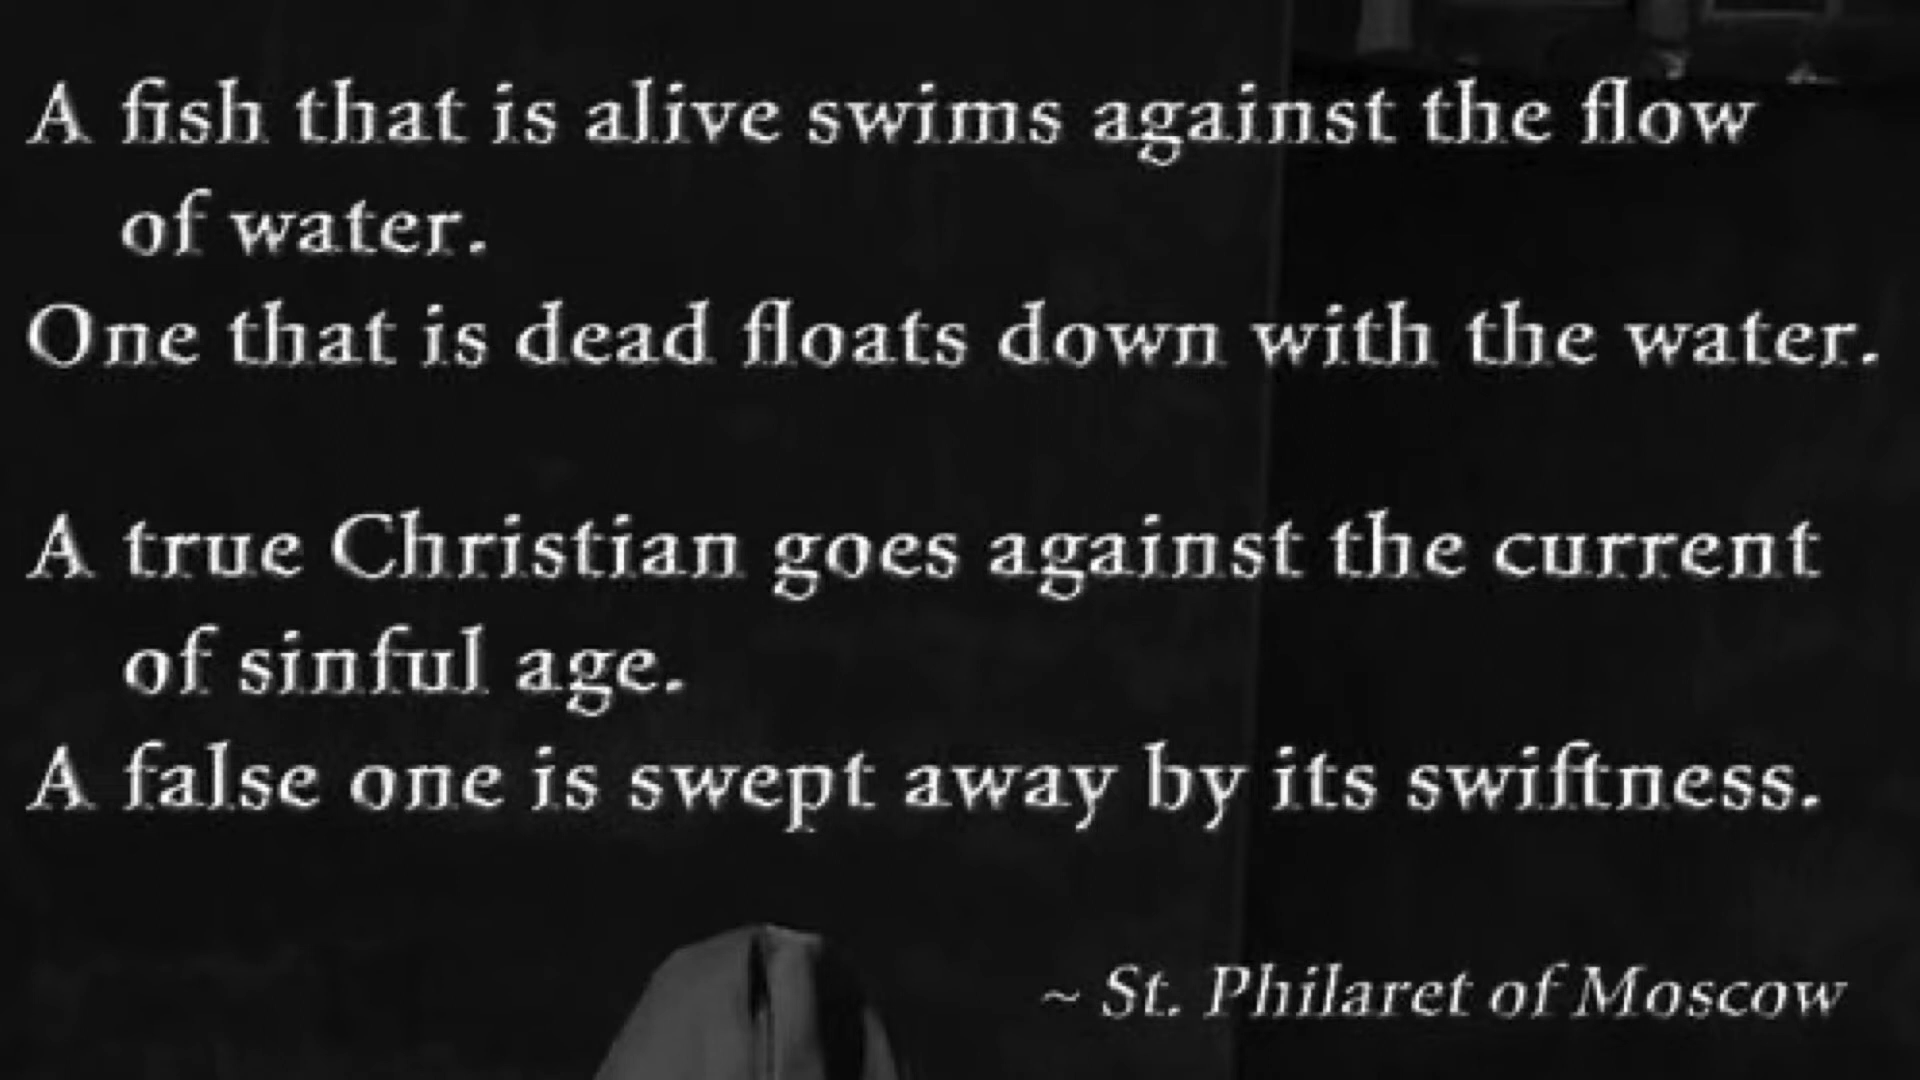 A fish that is alive swims against the flow
of water.
One that is dead floats down with the water.
A true Christian goes against the current
of sinful age.
A false one is swept away by its swiftness.
~ St. Philaret of Moscow